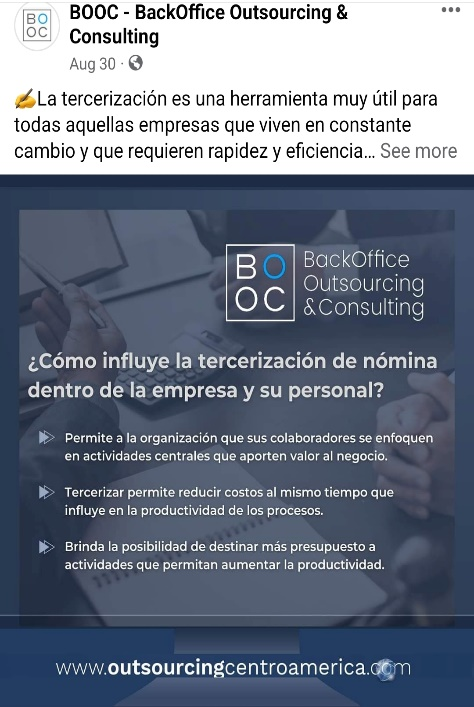 BOOC - BackOffice Outsourcing &
Consulting
Aug 30 ·
BO
OC
✍️La tercerización es una herramienta muy útil para
todas aquellas empresas que viven en constante
cambio y que requieren rapidez y eficiencia... See more
BO
OC
BackOffice
Outsourcing
&Consulting
¿Cómo influye la tercerización de nómina
dentro de la empresa y su personal?
Permite a la organización que sus colaboradores se enfoquen
en actividades centrales que aporten valor al negocio.
Tercerizar permite reducir costos al mismo tiempo que
influye en la productividad de los procesos.
Brinda la posibilidad de destinar más presupuesto a
actividades que permitan aumentar la productividad.
www.outsourcingcentroamerica.com